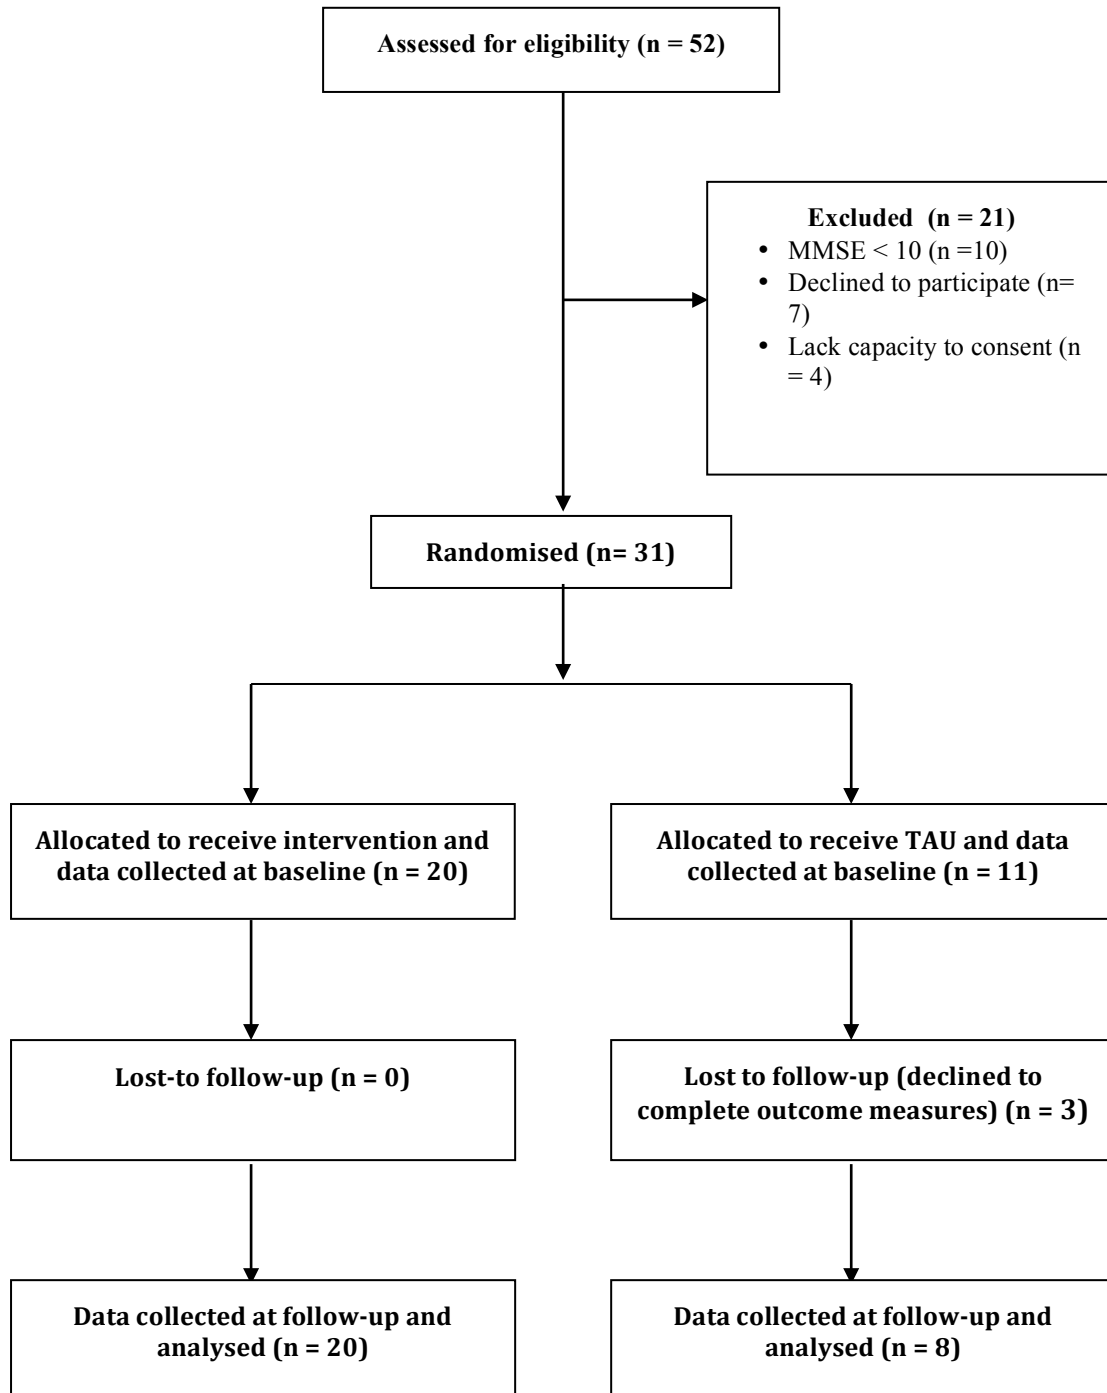 Assessed for eligibility (n = 52)
Excluded  (n = 21)
• MMSE < 10 (n =10)
• Declined to participate (n=
7)
• Lack capacity to consent (n
= 4)
Randomised (n= 31)
Allocated to receive intervention and
data collected at baseline (n = 20)
Allocated to receive TAU and data
collected at baseline (n = 11)
Lost-to follow-up (n = 0)
Lost to follow-up (declined to
complete outcome measures) (n = 3)
Data collected at follow-up and
analysed (n = 20)
Data collected at follow-up and
analysed (n = 8)